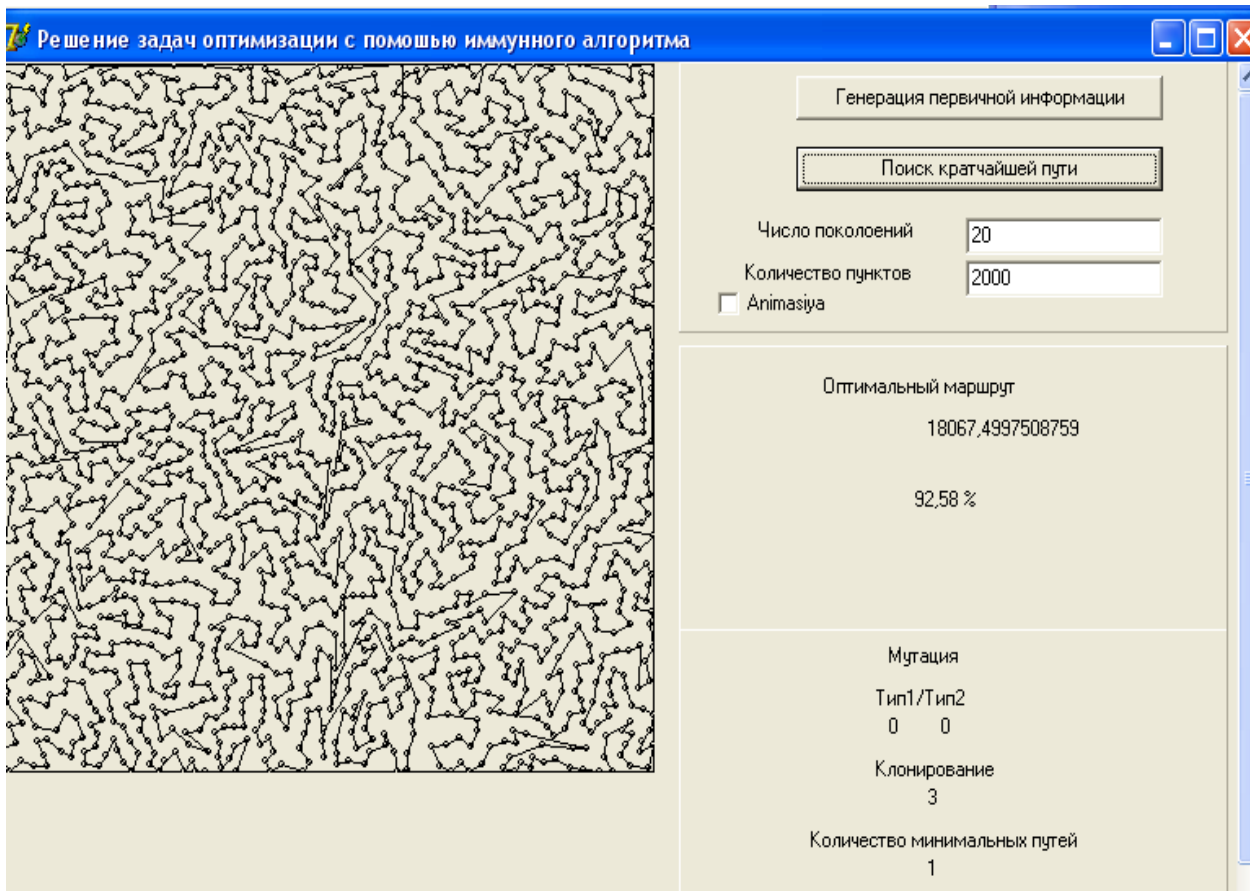 Решение задач оптимизации с помошью иммунного алгоритма
Генерация первичной информации
Поиск кратчайшей пути
Число поколоений 20
Количество пунктов 2000
Animasiya
Оптимальный маршрут
18067,4997508759
92,58 %
Мутация
Тип1/Тип2
0 0
Клонирование
3
Количество минимальных путей
1